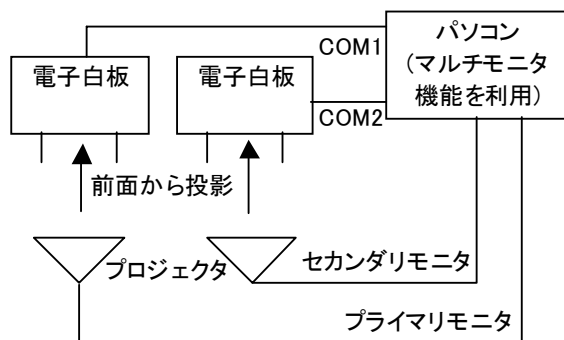 パソコン
(マルチモニタ
機能を利用)
COM1
電子白板
電子白板
COM2
前面から投影
プロジェクタ
セカンダリモニタ
プライマリモニタ